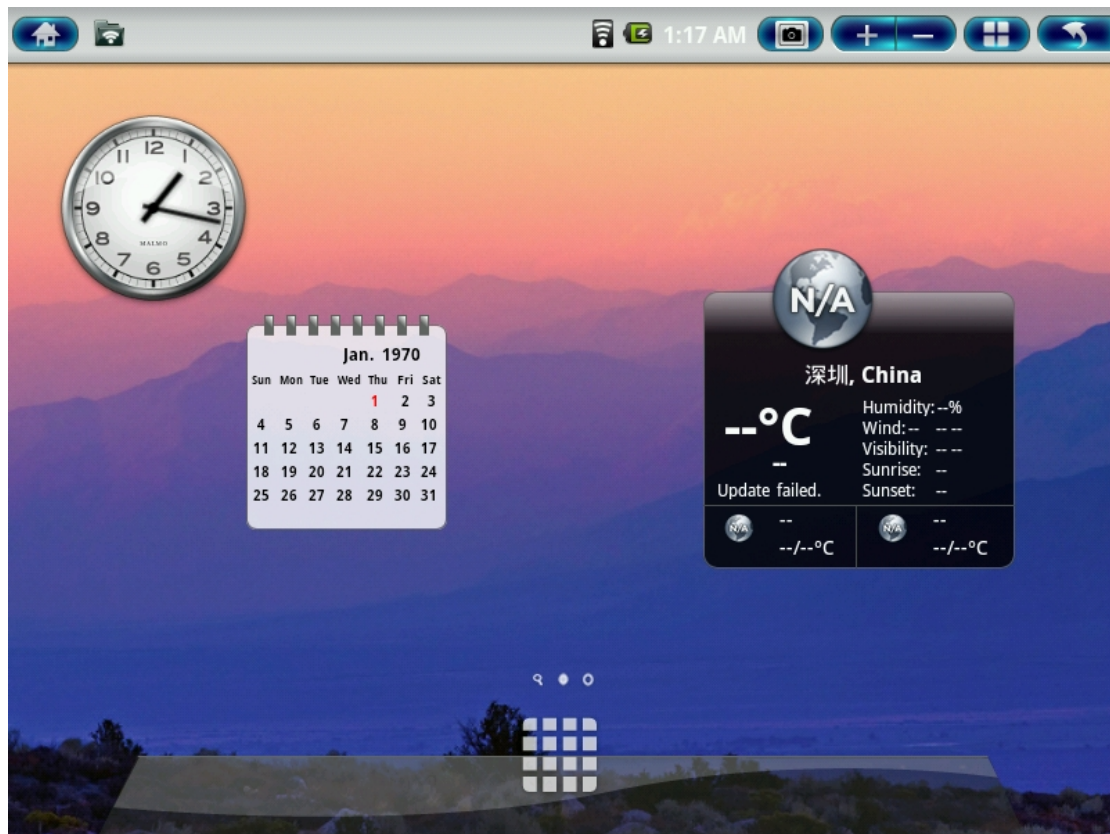 1:17 AM
12
11 1
10 2
9 3
8 4
7 5
6
MALMO
Jan. 1970
Sun Mon Tue Wed Thu Fri Sat
1 2 3
4 5 6 7 8 9 10
11 12 13 14 15 16 17
18 19 20 21 22 23 24
25 26 27 28 29 30 31
N/A
深圳, China
--°C
--
Update failed.
Humidity:--%
Wind:-- -- --
Visibility: -- --
Sunrise: --
Sunset: --
N/A --
--/--°C
N/A --
--/--°C